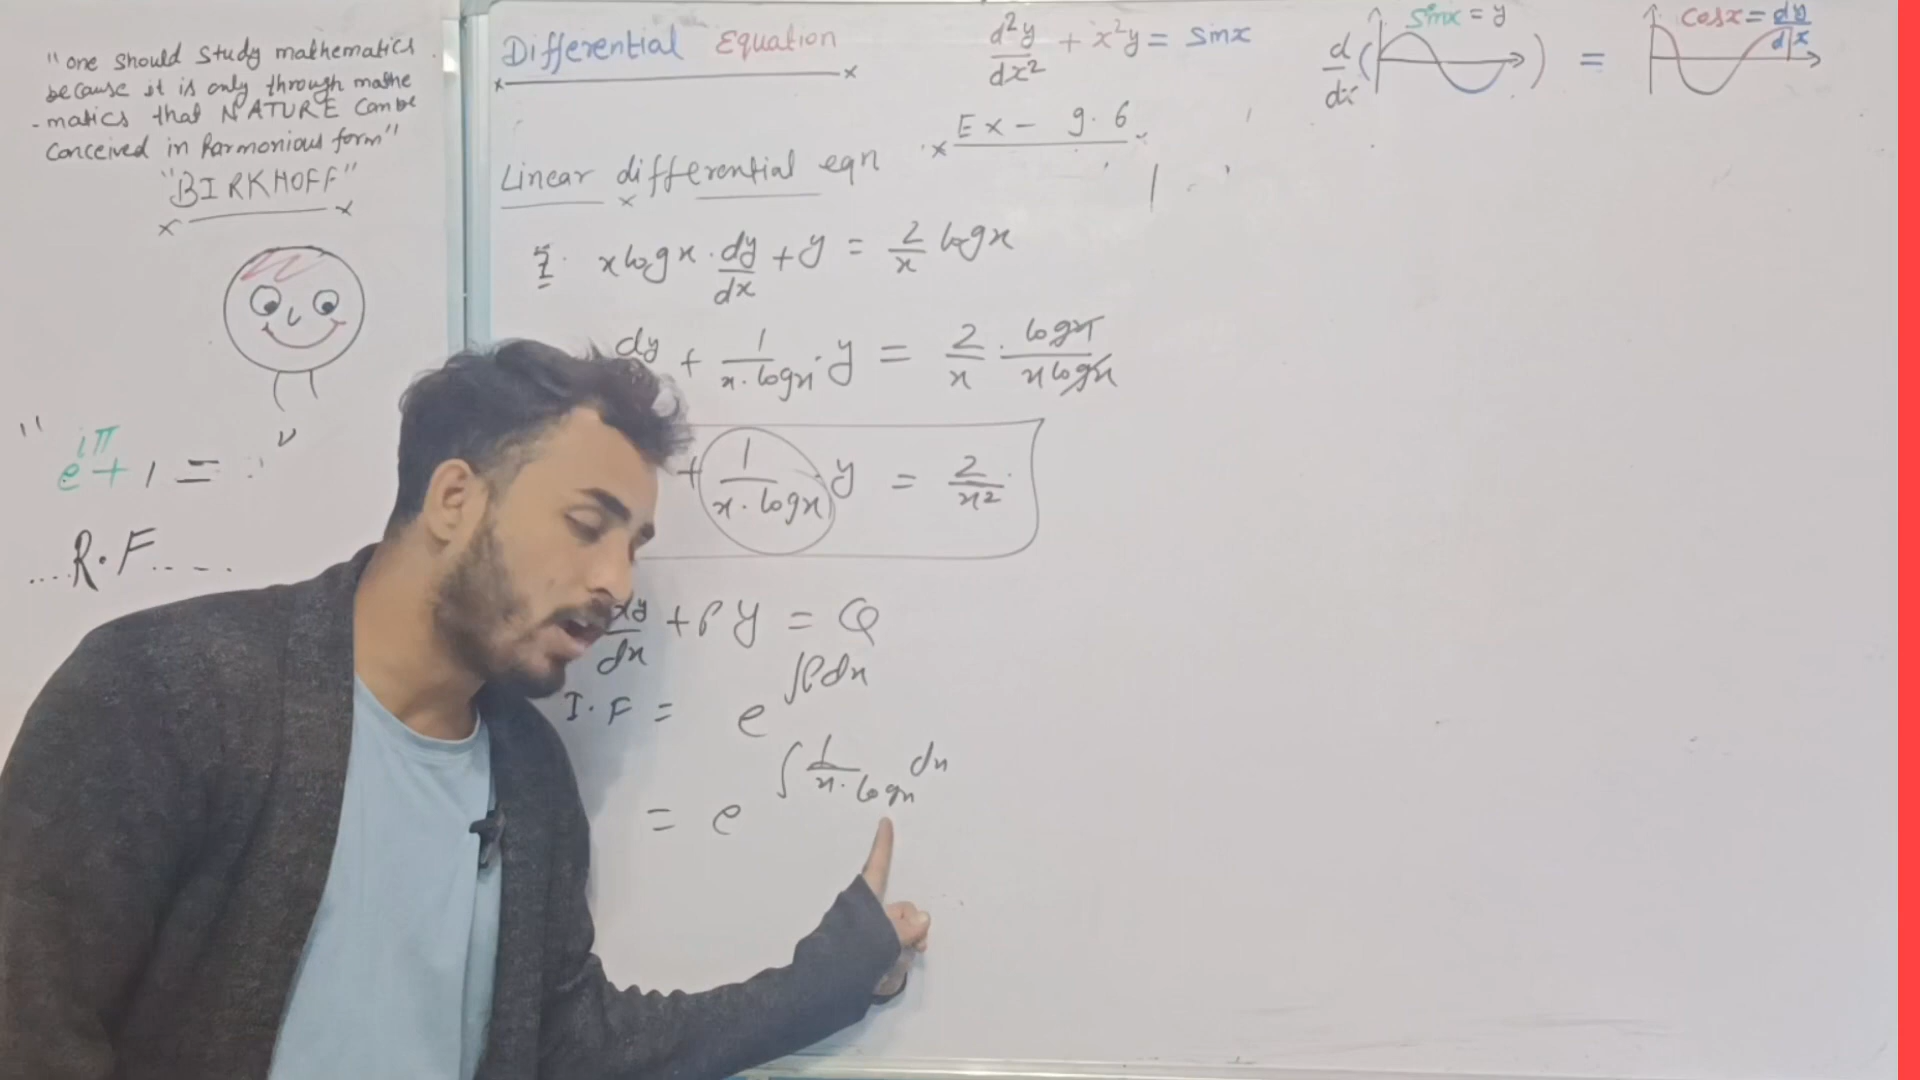 "one should study mathematics
because it is only through mathe
-matics that NATURE can be
conceived in harmonious form"
"BIRKHOFF"
"
e^iπ + 1 =
....R.F.....
Differential Equation
d²y/dx² + x²y = sinx
d/dx ( sinx = y ) = cosx = dy/dx
Ex - 9.6
Linear differential eqn
x logx . dy/dx + y = 2/x logx
dy + 1/x.logx . y = 2/x . logx/x logx
+ 1/x.logx . y = 2/x²
dx + Py = Q
I.F = e^∫Pdx
= e^∫ 1/x.logx dx